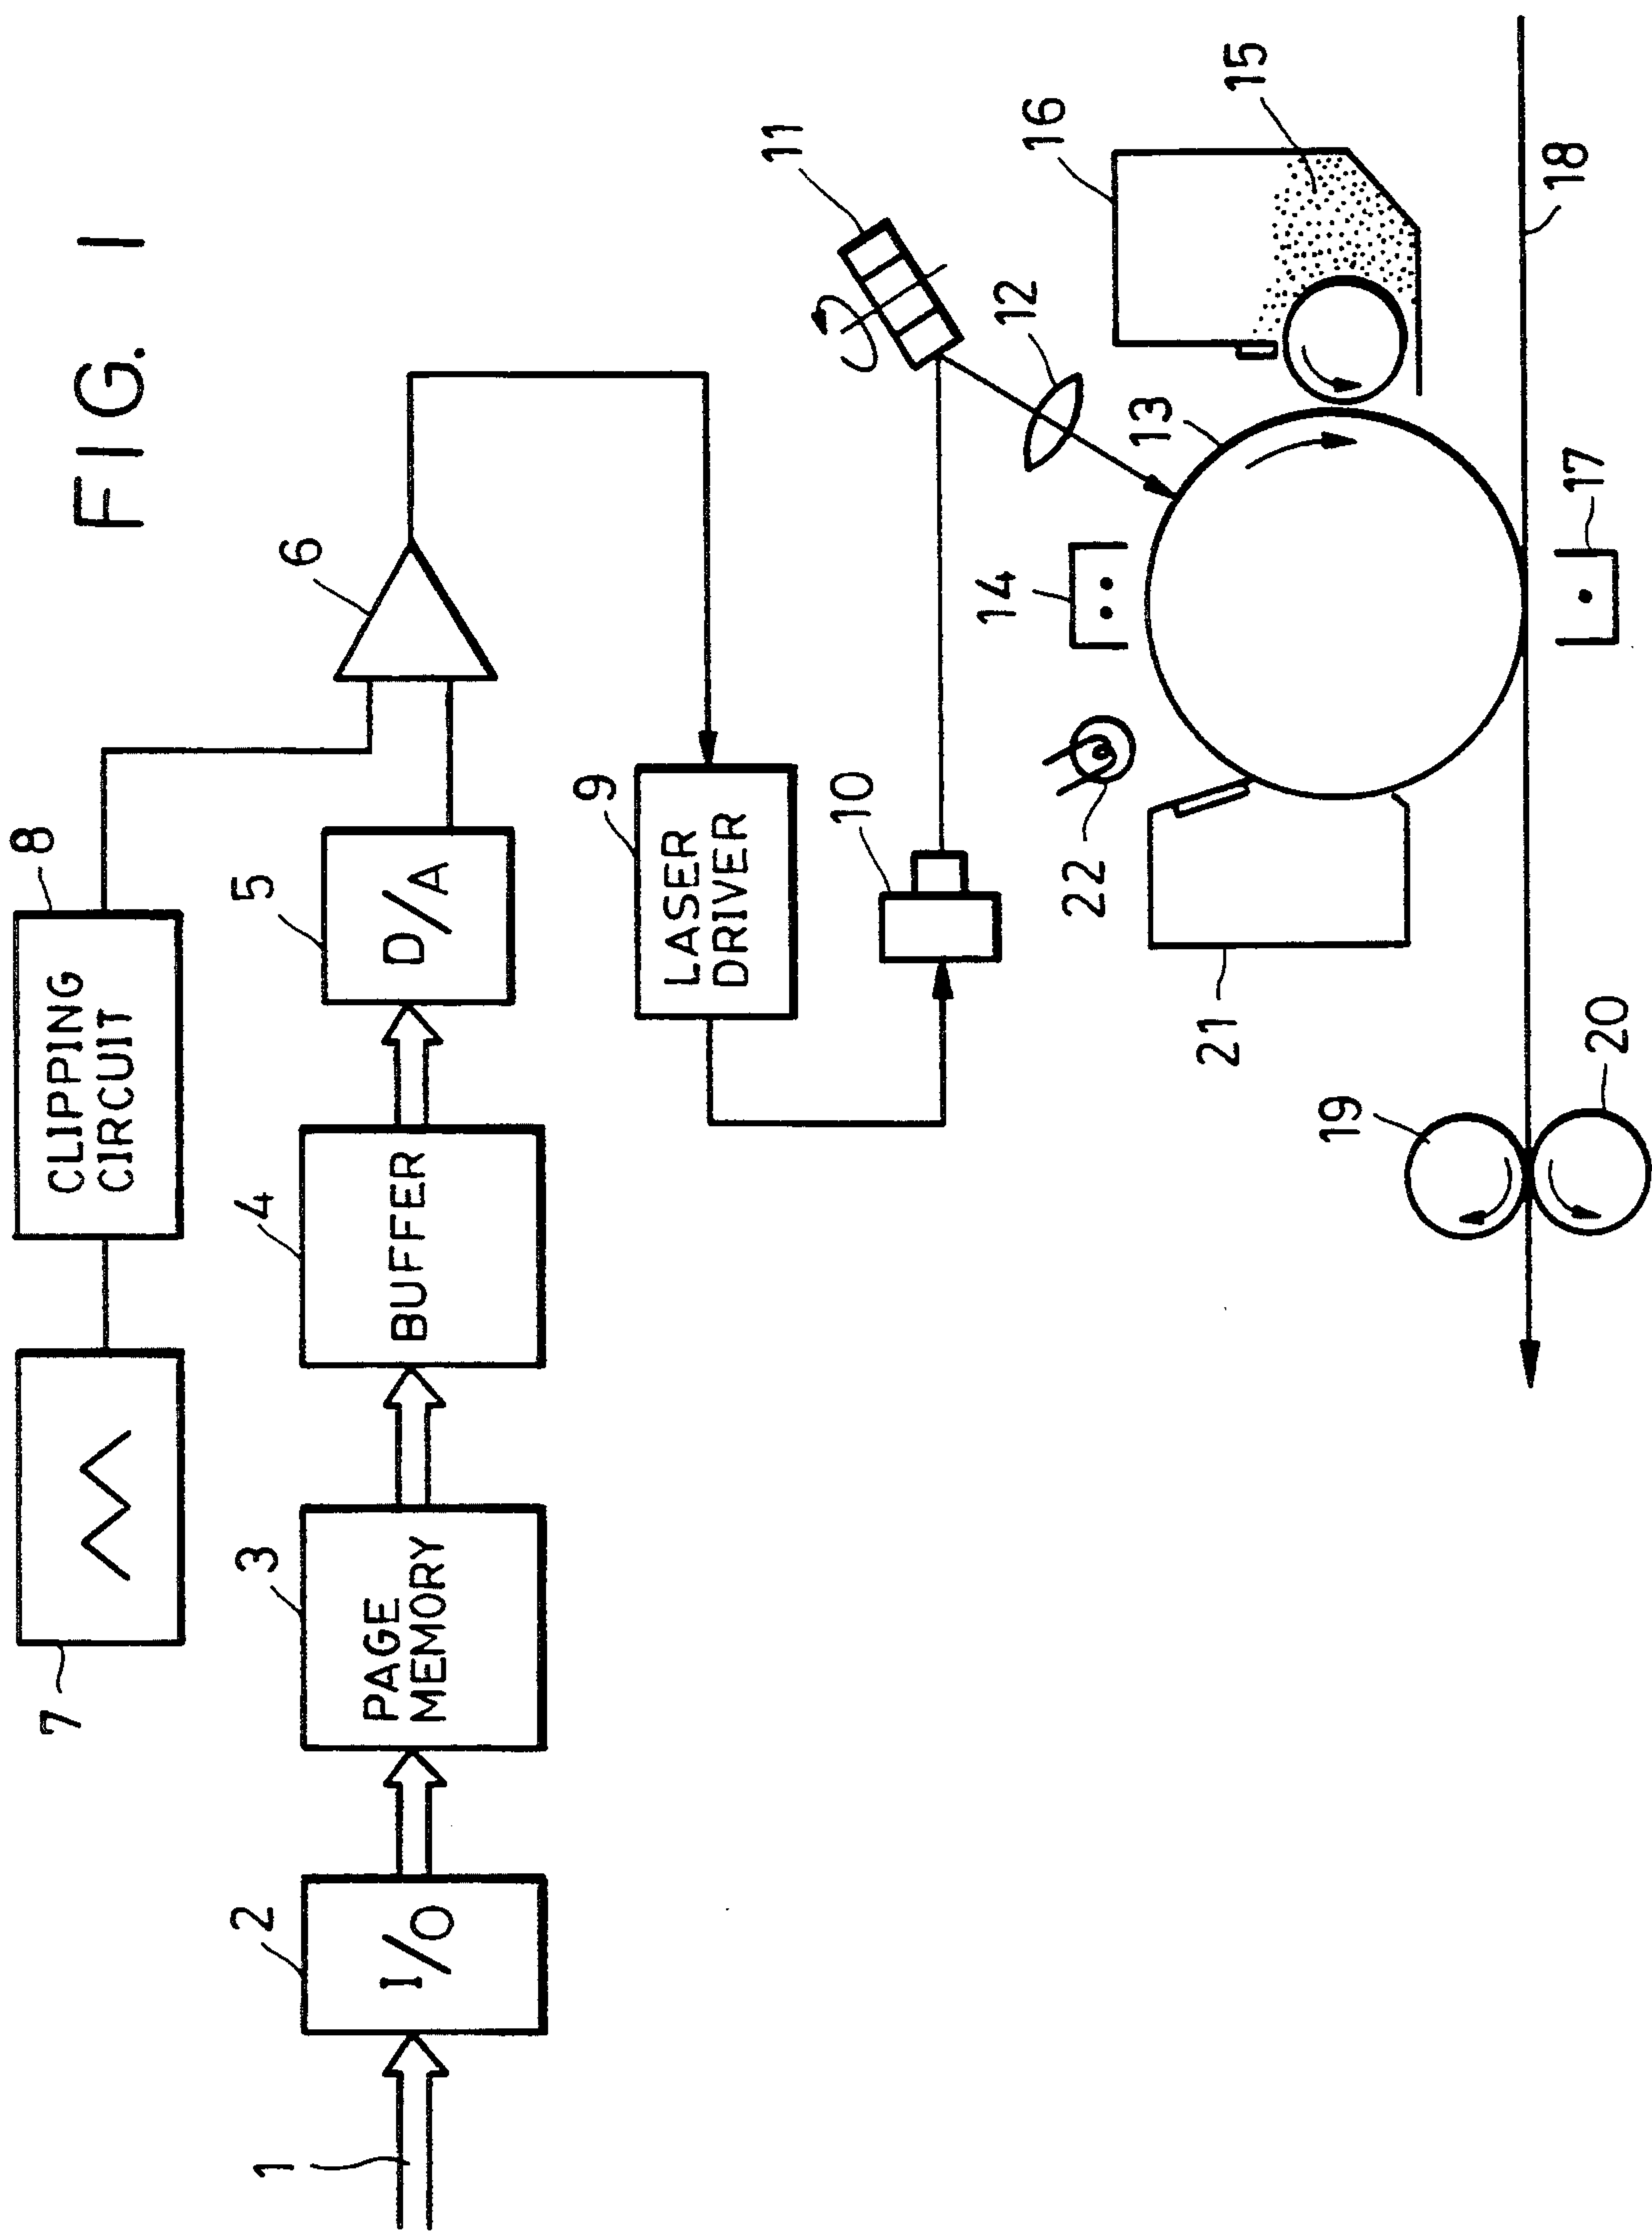 FIG. 1
7
8
CLIPPING
CIRCUIT
1
2
I/O
3
PAGE
MEMORY
4
BUFFER
5
D/A
6
9
LASER
DRIVER
10
11
12
13
14
15
16
17
18
19
20
21
22